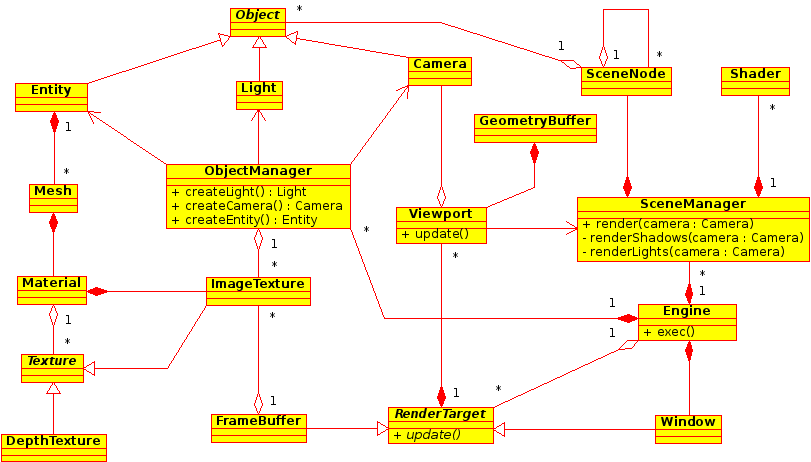 Object
*
1
1
*
Camera
Entity
Light
SceneNode
Shader
*
GeometryBuffer
1
*
ObjectManager
+ createLight() : Light
+ createCamera() : Camera
+ createEntity() : Entity
Mesh
1
SceneManager
+ render(camera : Camera)
- renderShadows(camera : Camera)
- renderLights(camera : Camera)
Viewport
+ update()
*
1
*
*
*
Material
ImageTexture
1
1
Engine
+ exec()
1
*
1
*
Texture
*
1
1
FrameBuffer
RenderTarget
+ update()
Window
DepthTexture